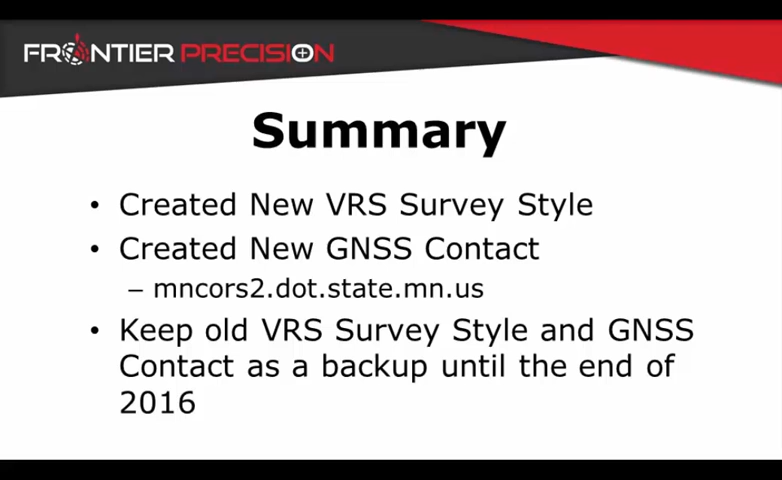 FRONTIER PRECISION
Summary
• Created New VRS Survey Style
• Created New GNSS Contact
– mncors2.dot.state.mn.us
• Keep old VRS Survey Style and GNSS
Contact as a backup until the end of
2016